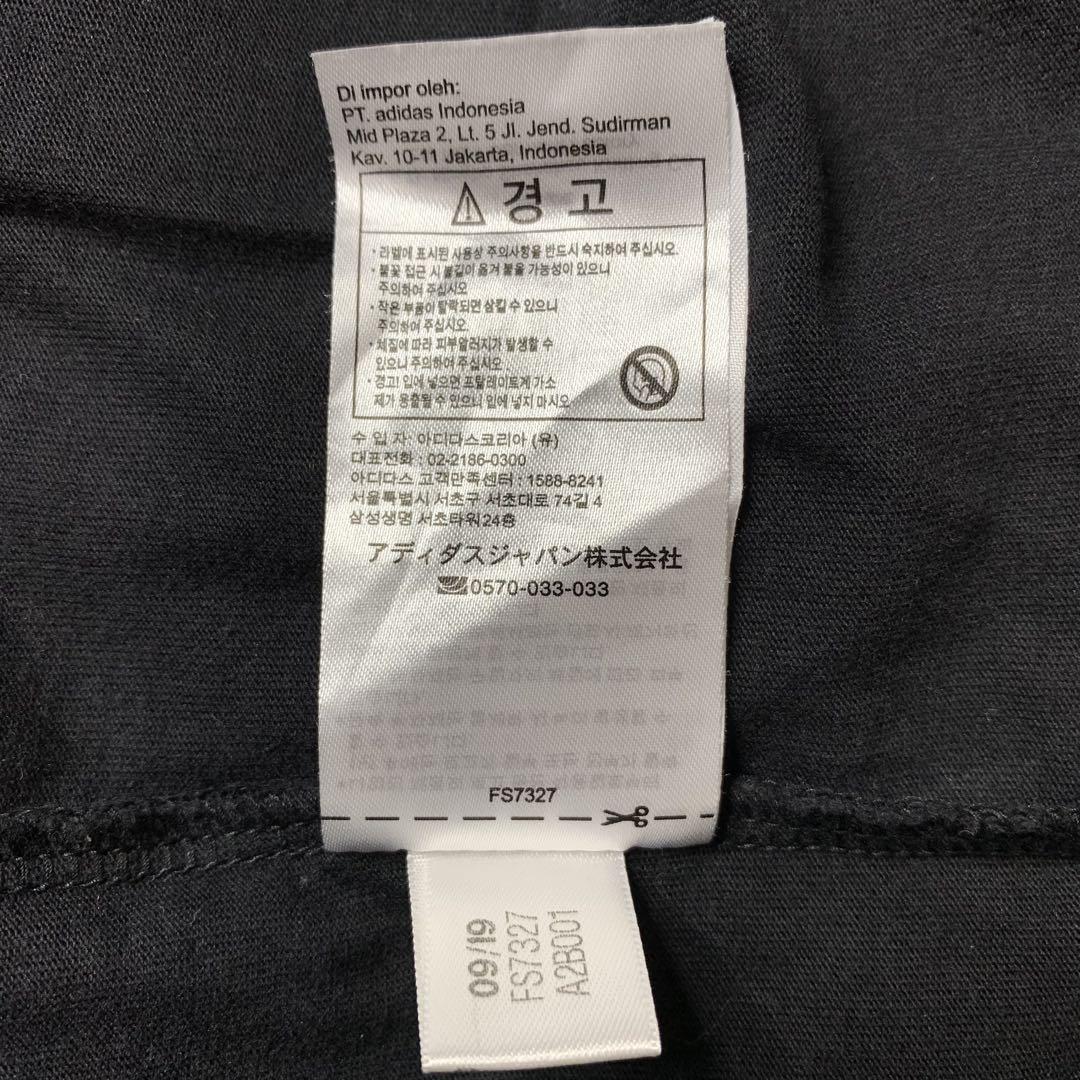 Di impor oleh:
PT. adidas Indonesia
Mid Plaza 2, Lt. 5 Jl. Jend. Sudirman
Kav. 10-11 Jakarta, Indonesia
경고
• 라벨에 표시된 사용상 주의사항을 반드시 숙지하여 주십시오.
• 불꽃 접근 시 불길이 옮겨 붙을 가능성이 있으니
주의하여 주십시오
• 작은 부품이 탈락되면 삼킬 수 있으니
주의하여 주십시오.
• 체질에 따라 피부알러지가 발생할 수
있으니 주의하여 주십시오.
• 경고! 입에 넣으면 프탈레이트계 가소
제가 용출될 수 있으니 입에 넣지 마시오
수 입 자: 아디다스코리아 (유)
대표전화 : 02-2186-0300
아디다스 고객만족센터 : 1588-8241
서울특별시 서초구 서초대로 74길 4
삼성생명 서초타워24층
アディダスジャパン株式会社
0570-033-033
FS7327
09/19
FS7327
A2B001